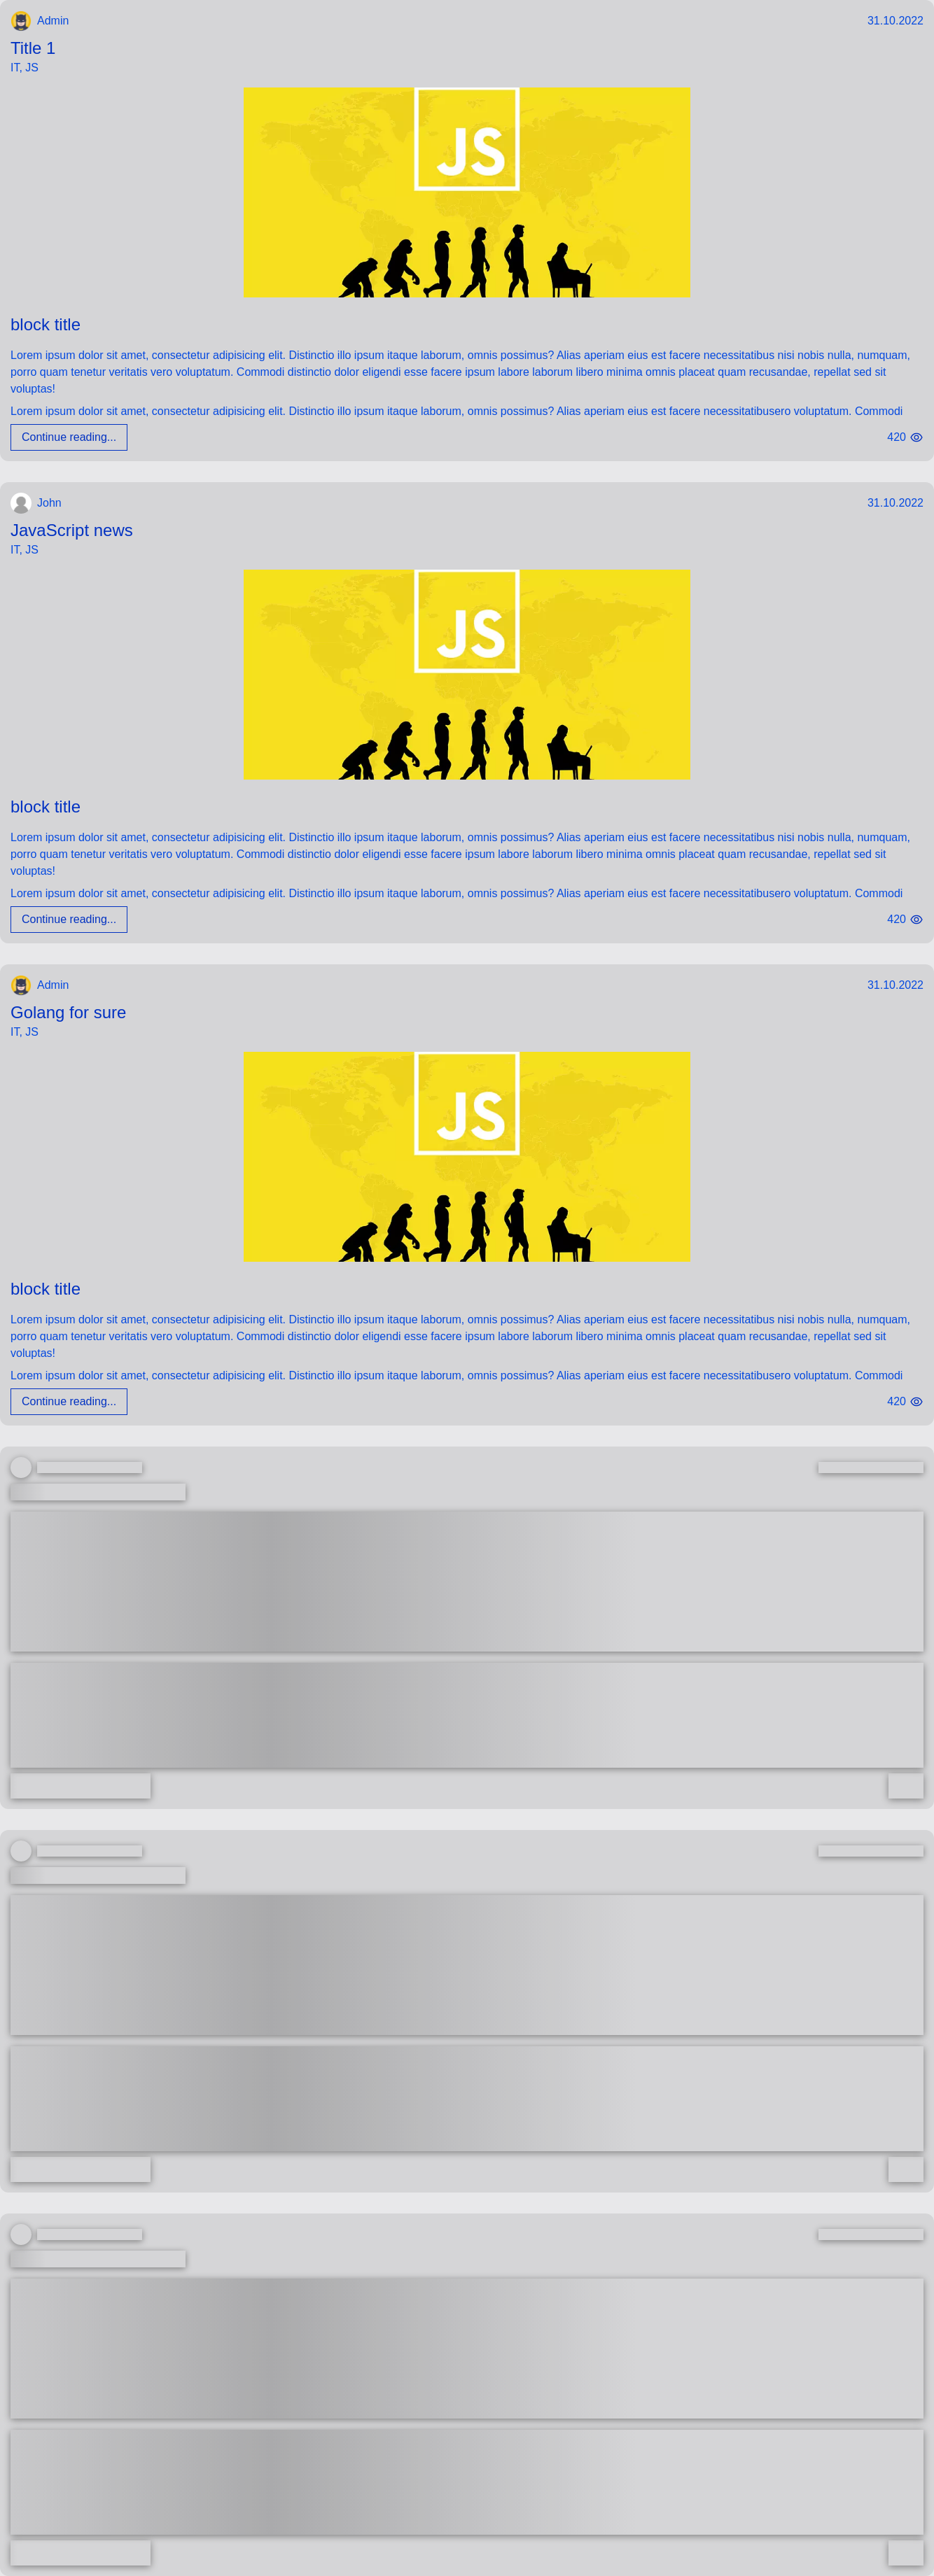 Admin 31.10.2022
Title 1
IT, JS
JS
block title
Lorem ipsum dolor sit amet, consectetur adipisicing elit. Distinctio illo ipsum itaque laborum, omnis possimus? Alias aperiam eius est facere necessitatibus nisi nobis nulla, numquam,
porro quam tenetur veritatis vero voluptatum. Commodi distinctio dolor eligendi esse facere ipsum labore laborum libero minima omnis placeat quam recusandae, repellat sed sit
voluptas!
Lorem ipsum dolor sit amet, consectetur adipisicing elit. Distinctio illo ipsum itaque laborum, omnis possimus? Alias aperiam eius est facere necessitatibusero voluptatum. Commodi
Continue reading... 420
John 31.10.2022
JavaScript news
IT, JS
JS
block title
Lorem ipsum dolor sit amet, consectetur adipisicing elit. Distinctio illo ipsum itaque laborum, omnis possimus? Alias aperiam eius est facere necessitatibus nisi nobis nulla, numquam,
porro quam tenetur veritatis vero voluptatum. Commodi distinctio dolor eligendi esse facere ipsum labore laborum libero minima omnis placeat quam recusandae, repellat sed sit
voluptas!
Lorem ipsum dolor sit amet, consectetur adipisicing elit. Distinctio illo ipsum itaque laborum, omnis possimus? Alias aperiam eius est facere necessitatibusero voluptatum. Commodi
Continue reading... 420
Admin 31.10.2022
Golang for sure
IT, JS
JS
block title
Lorem ipsum dolor sit amet, consectetur adipisicing elit. Distinctio illo ipsum itaque laborum, omnis possimus? Alias aperiam eius est facere necessitatibus nisi nobis nulla, numquam,
porro quam tenetur veritatis vero voluptatum. Commodi distinctio dolor eligendi esse facere ipsum labore laborum libero minima omnis placeat quam recusandae, repellat sed sit
voluptas!
Lorem ipsum dolor sit amet, consectetur adipisicing elit. Distinctio illo ipsum itaque laborum, omnis possimus? Alias aperiam eius est facere necessitatibusero voluptatum. Commodi
Continue reading... 420